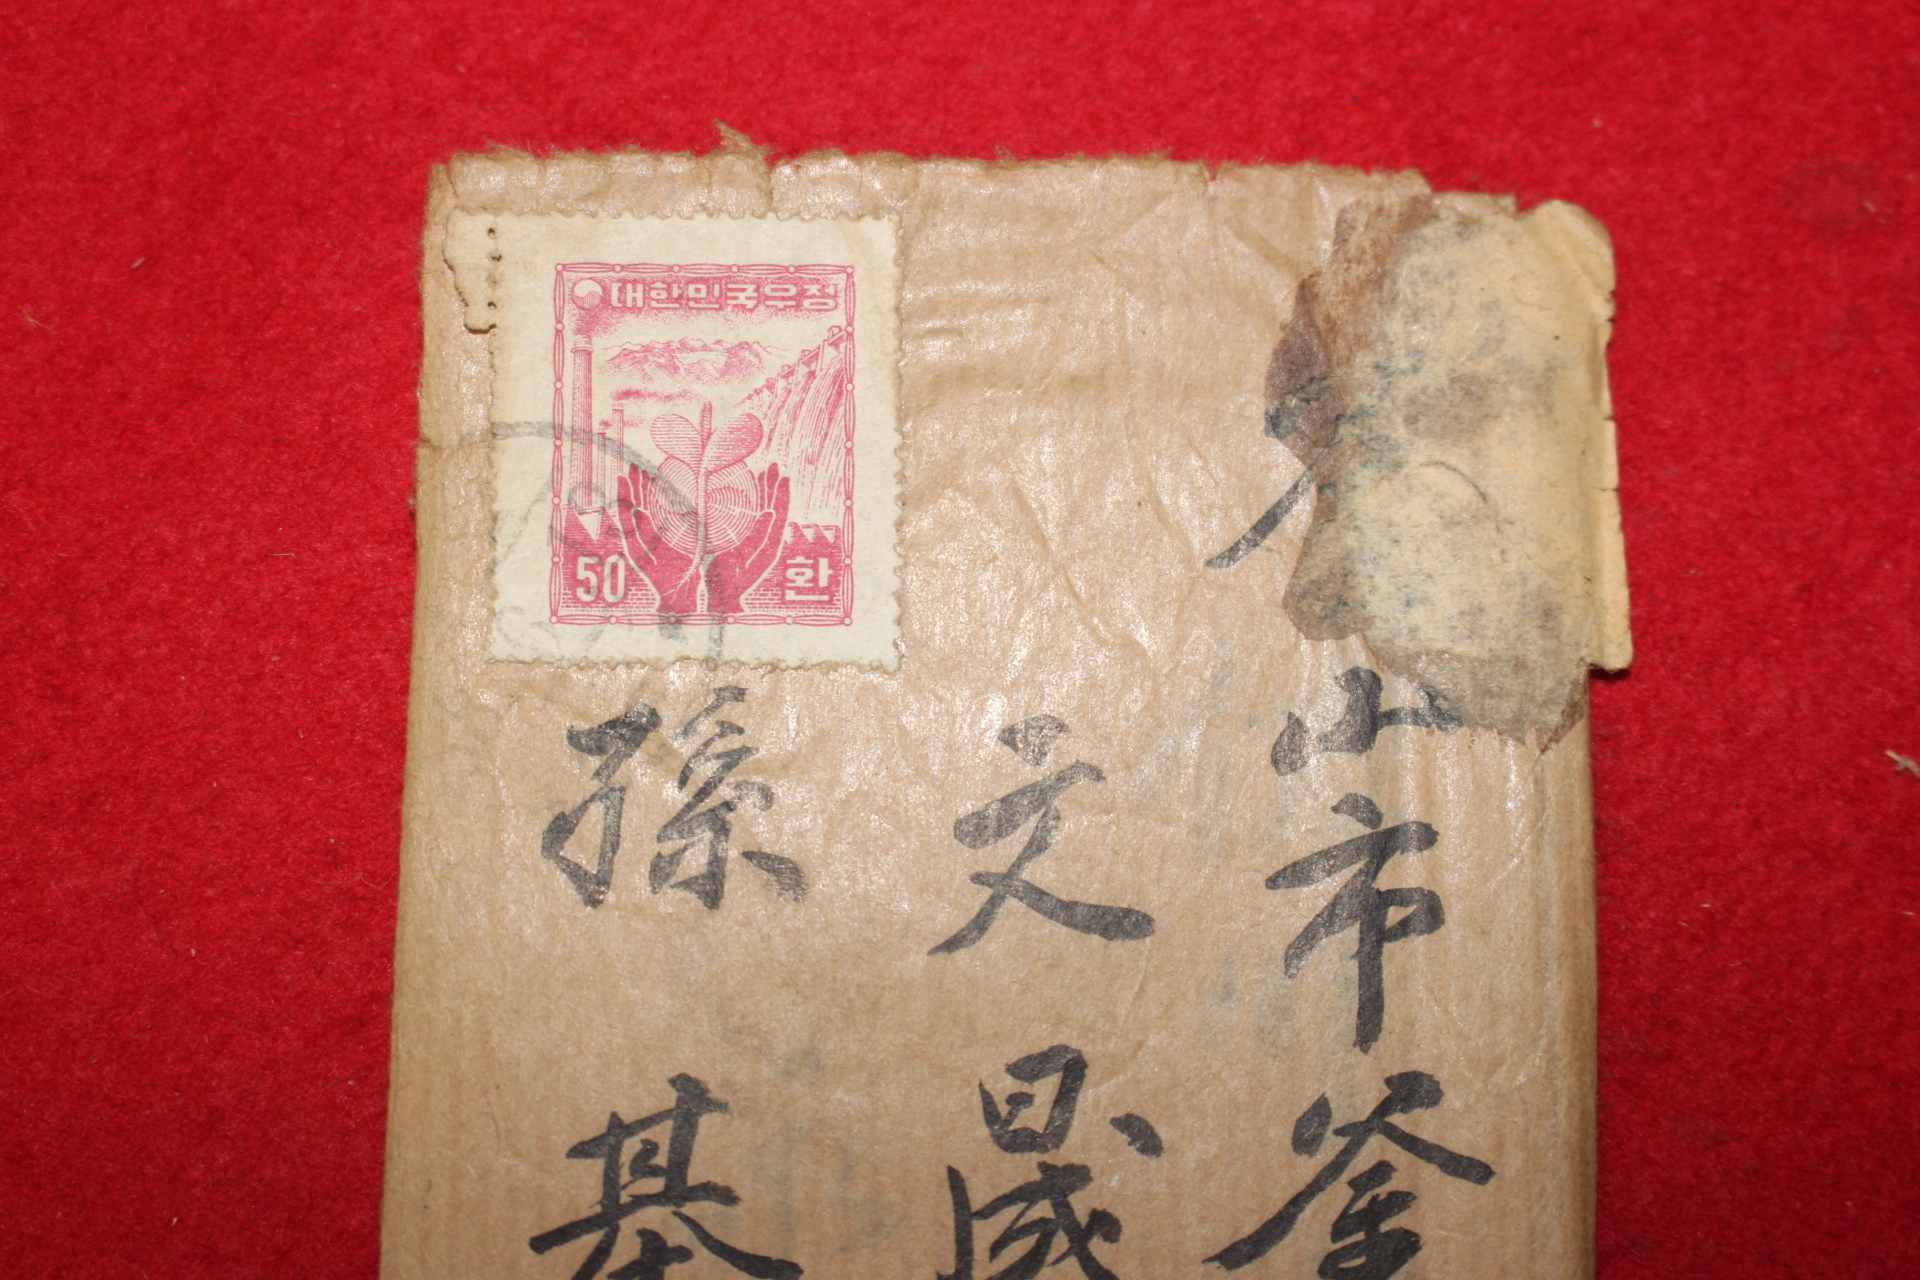 대한민국우정
50 환
山市釜
文晟
孫基